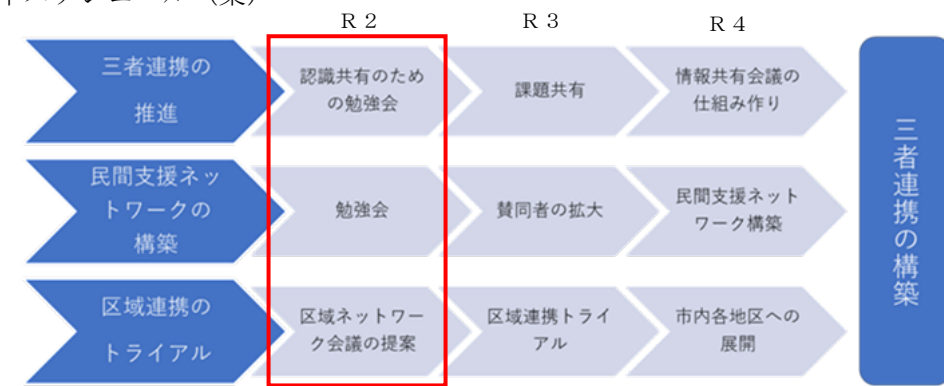 Ｒ２
Ｒ３
Ｒ４
三者連携の
推進
認識共有のため
の勉強会
課題共有
情報共有会議の
仕組み作り
民間支援ネッ
トワークの
構築
勉強会
賛同者の拡大
民間支援ネット
ワーク構築
区域連携の
トライアル
区域ネットワー
ク会議の提案
区域連携トライ
アル
市内各地区への
展開
三者連携の構築